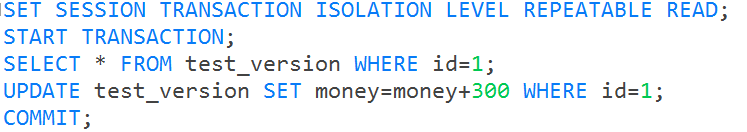 SET SESSION TRANSACTION ISOLATION LEVEL REPEATABLE READ;
START TRANSACTION;
SELECT * FROM test_version WHERE id=1;
UPDATE test_version SET money=money+300 WHERE id=1;
COMMIT;